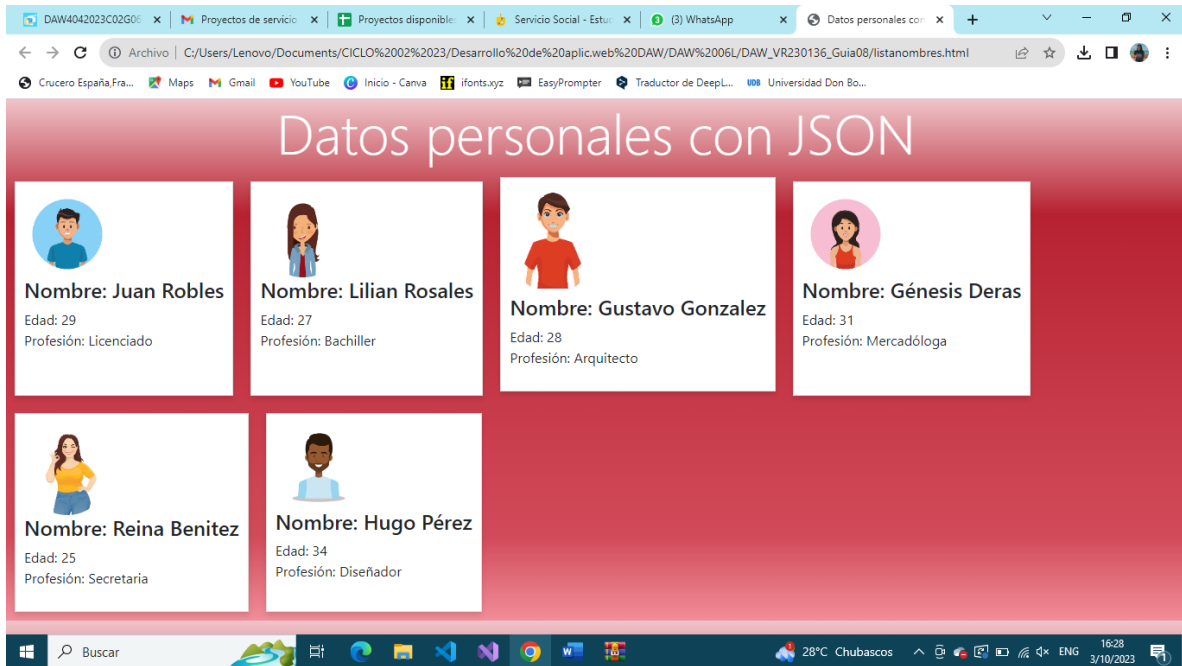 DAW4042023C02G06
Proyectos de servicio
Proyectos disponible
Servicio Social - Estud
(3) WhatsApp
Datos personales con
Archivo | C:/Users/Lenovo/Documents/CICLO%2002%2023/Desarrollo%20de%20aplic.web%20DAW/DAW%2006L/DAW_VR230136_Guia08/listanombres.html
Crucero España,Fra...
Maps
Gmail
YouTube
Inicio - Canva
ifonts.xyz
EasyPrompter
Traductor de DeepL...
UDB
Universidad Don Bo...
Datos personales con JSON
Nombre: Juan Robles
Edad: 29
Profesión: Licenciado
Nombre: Lilian Rosales
Edad: 27
Profesión: Bachiller
Nombre: Gustavo Gonzalez
Edad: 28
Profesión: Arquitecto
Nombre: Génesis Deras
Edad: 31
Profesión: Mercadóloga
Nombre: Reina Benitez
Edad: 25
Profesión: Secretaria
Nombre: Hugo Pérez
Edad: 34
Profesión: Diseñador
Buscar
28°C Chubascos
ENG
16:28
3/10/2023